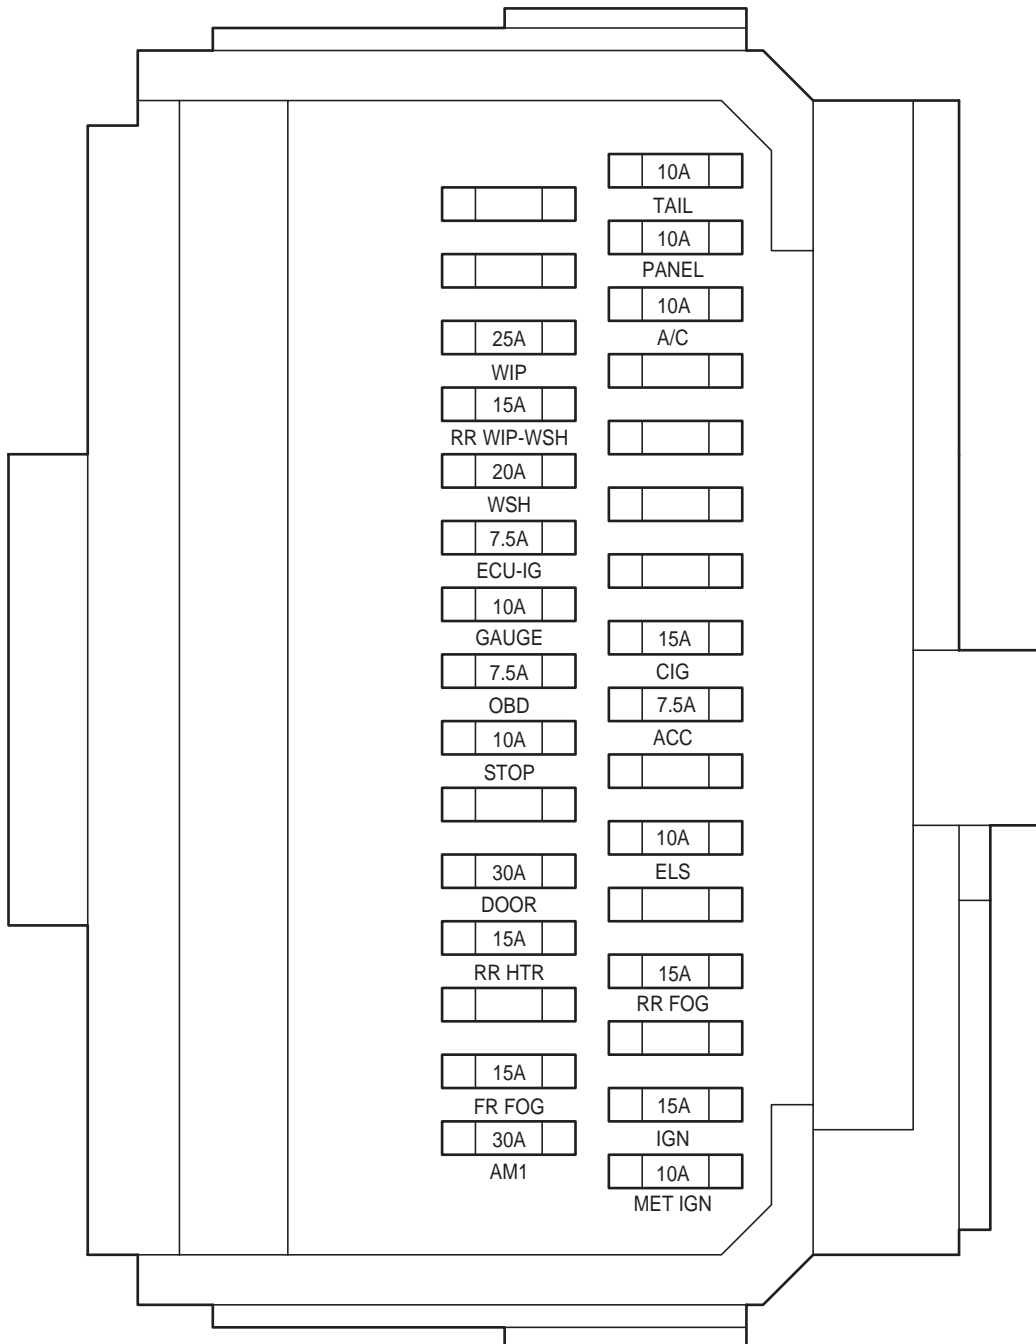 25A
WIP
15A
RR WIP-WSH
20A
WSH
7.5A
ECU-IG
10A
GAUGE
7.5A
OBD
10A
STOP
30A
DOOR
15A
RR HTR
15A
FR FOG
30A
AM1
10A
TAIL
10A
PANEL
10A
A/C
15A
CIG
7.5A
ACC
10A
ELS
15A
RR FOG
15A
IGN
10A
MET IGN